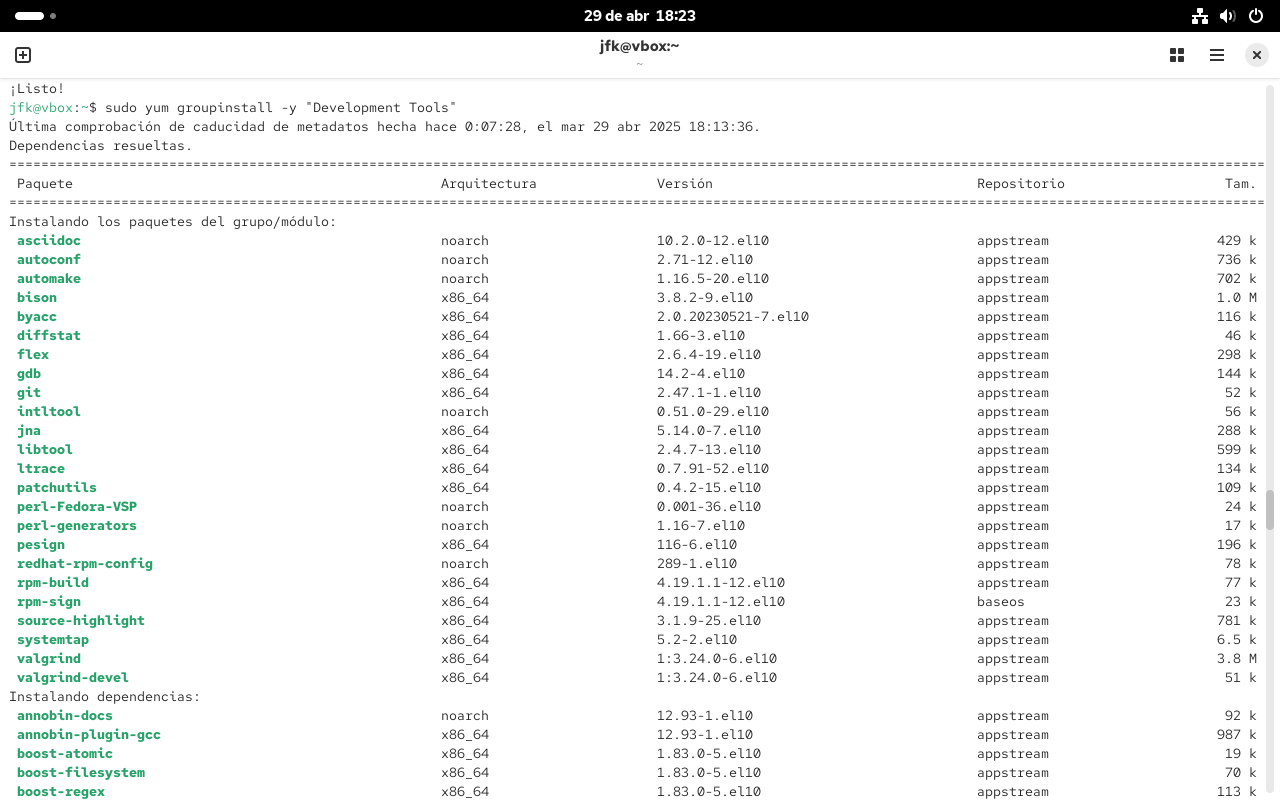 29 de abr 18:23
jfk@vbox:~
~
¡Listo!
jfk@vbox:~$ sudo yum groupinstall -y "Development Tools"
Última comprobación de caducidad de metadatos hecha hace 0:07:28, el mar 29 abr 2025 18:13:36.
Dependencias resueltas.
================================================================================
Paquete Arquitectura Versión Repositorio Tam.
================================================================================
Instalando los paquetes del grupo/módulo:
asciidoc noarch 10.2.0-12.el10 appstream 429 k
autoconf noarch 2.71-12.el10 appstream 736 k
automake noarch 1.16.5-20.el10 appstream 702 k
bison x86_64 3.8.2-9.el10 appstream 1.0 M
byacc x86_64 2.0.20230521-7.el10 appstream 116 k
diffstat x86_64 1.66-3.el10 appstream 46 k
flex x86_64 2.6.4-19.el10 appstream 298 k
gdb x86_64 14.2-4.el10 appstream 144 k
git x86_64 2.47.1-1.el10 appstream 52 k
intltool noarch 0.51.0-29.el10 appstream 56 k
jna x86_64 5.14.0-7.el10 appstream 288 k
libtool x86_64 2.4.7-13.el10 appstream 599 k
ltrace x86_64 0.7.91-52.el10 appstream 134 k
patchutils x86_64 0.4.2-15.el10 appstream 109 k
perl-Fedora-VSP noarch 0.001-36.el10 appstream 24 k
perl-generators noarch 1.16-7.el10 appstream 17 k
pesign x86_64 116-6.el10 appstream 196 k
redhat-rpm-config noarch 289-1.el10 appstream 78 k
rpm-build x86_64 4.19.1.1-12.el10 appstream 77 k
rpm-sign x86_64 4.19.1.1-12.el10 baseos 23 k
source-highlight x86_64 3.1.9-25.el10 appstream 781 k
systemtap x86_64 5.2-2.el10 appstream 6.5 k
valgrind x86_64 1:3.24.0-6.el10 appstream 3.8 M
valgrind-devel x86_64 1:3.24.0-6.el10 appstream 51 k
Instalando dependencias:
annobin-docs noarch 12.93-1.el10 appstream 92 k
annobin-plugin-gcc x86_64 12.93-1.el10 appstream 987 k
boost-atomic x86_64 1.83.0-5.el10 appstream 19 k
boost-filesystem x86_64 1.83.0-5.el10 appstream 70 k
boost-regex x86_64 1.83.0-5.el10 appstream 113 k